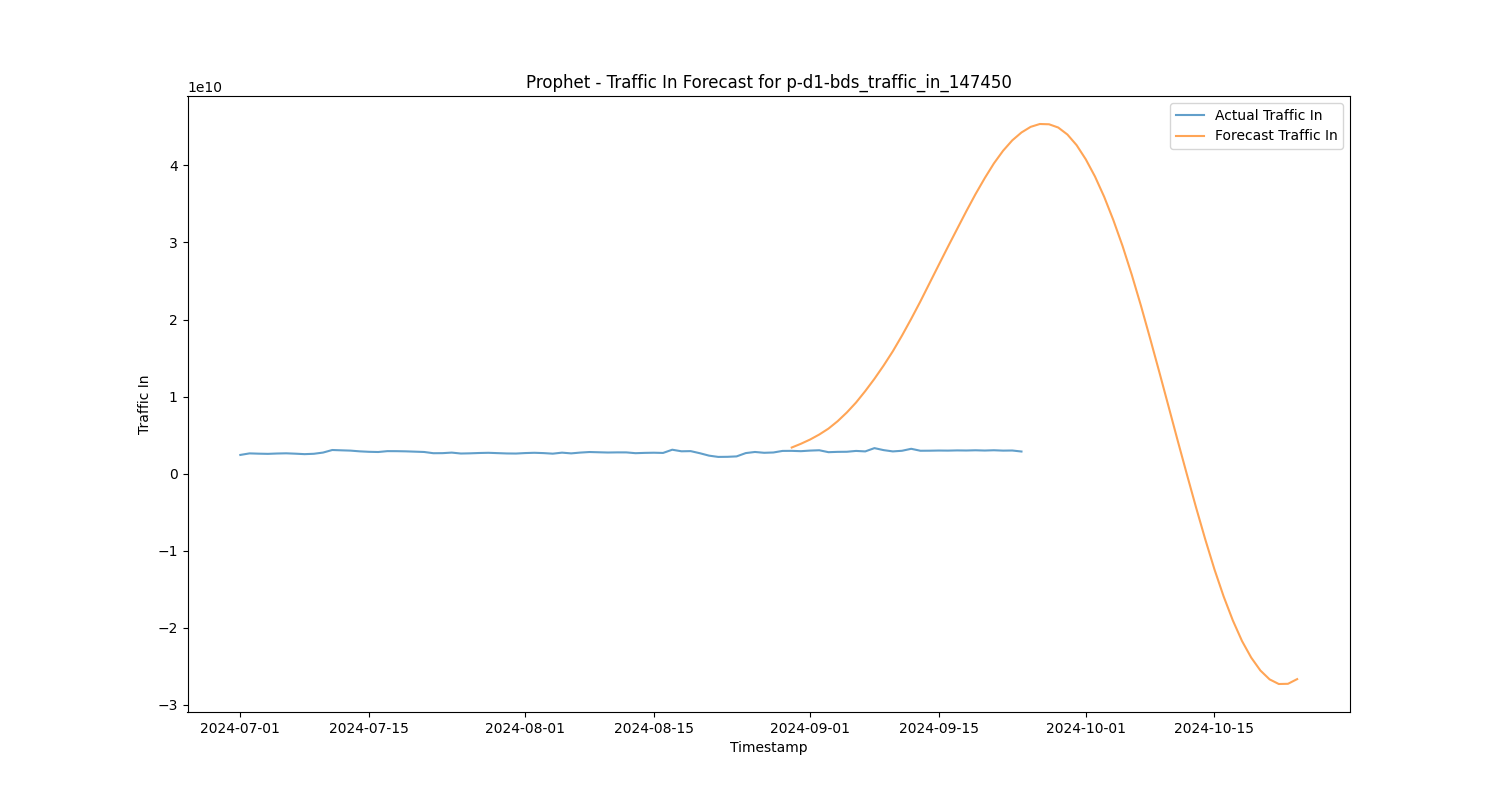 Prophet - Traffic In Forecast for p-d1-bds_traffic_in_147450
1e10
Actual Traffic In
Forecast Traffic In
4
3
2
1
0
−1
−2
−3
Traffic In
2024-07-01 2024-07-15 2024-08-01 2024-08-15 2024-09-01 2024-09-15 2024-10-01 2024-10-15
Timestamp